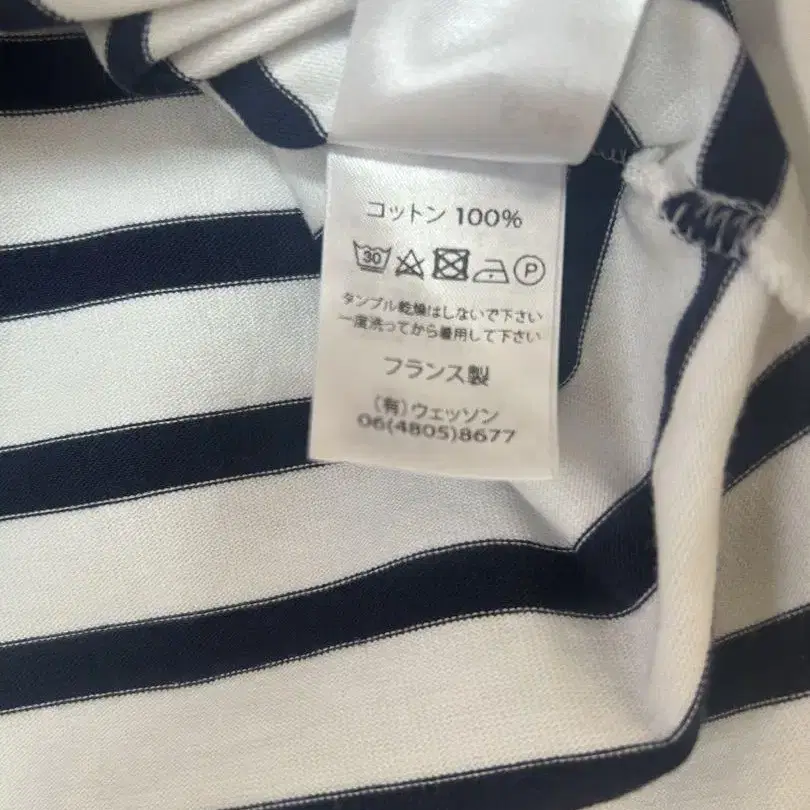 コットン 100%
30 P
タンブル乾燥はしないで下さい
一度洗ってから着用して下さい
フランス製
(有)ウェッソン
06(4805)8677